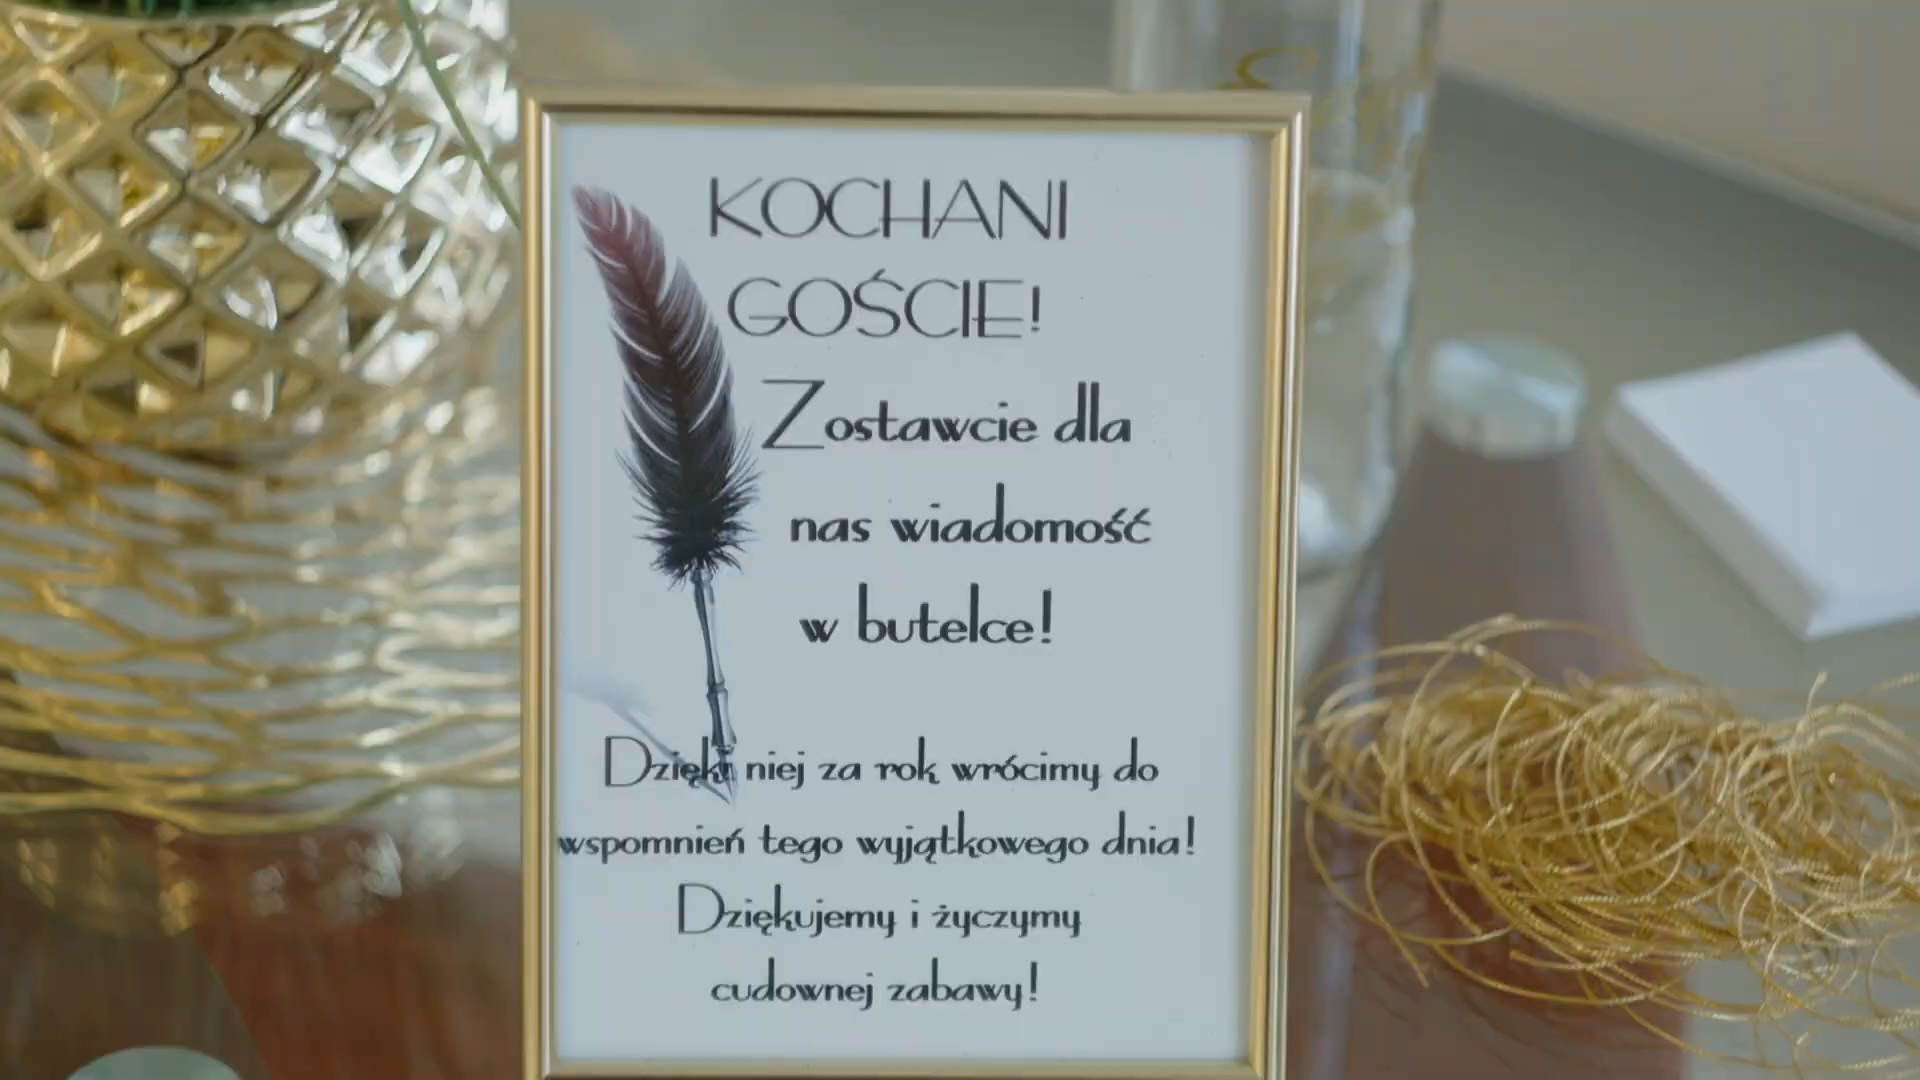 KOCHANI
GOŚCIE!
Zostawcie dla
nas wiadomość
w butelce!
Dzięki niej za rok wrócimy do
wspomnień tego wyjątkowego dnia!
Dziękujemy i życzymy
cudownej zabawy!